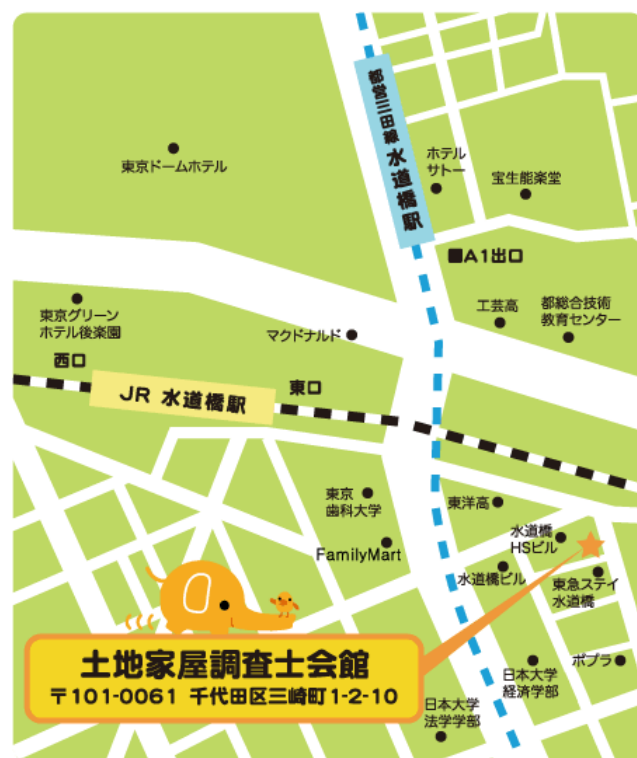 都営三田線 水道橋駅
東京ドームホテル
ホテル
サトー
宝生能楽堂
■A1出口
東京グリーン
ホテル後楽園
マクドナルド
工芸高
都総合技術
教育センター
西口
JR 水道橋駅
東口
東京
歯科大学
FamilyMart
東洋高
水道橋
HSビル
水道橋ビル
東急ステイ
水道橋
土地家屋調査士会館
〒101-0061 千代田区三崎町1-2-10
日本大学
法学学部
日本大学
経済学部
ポプラ